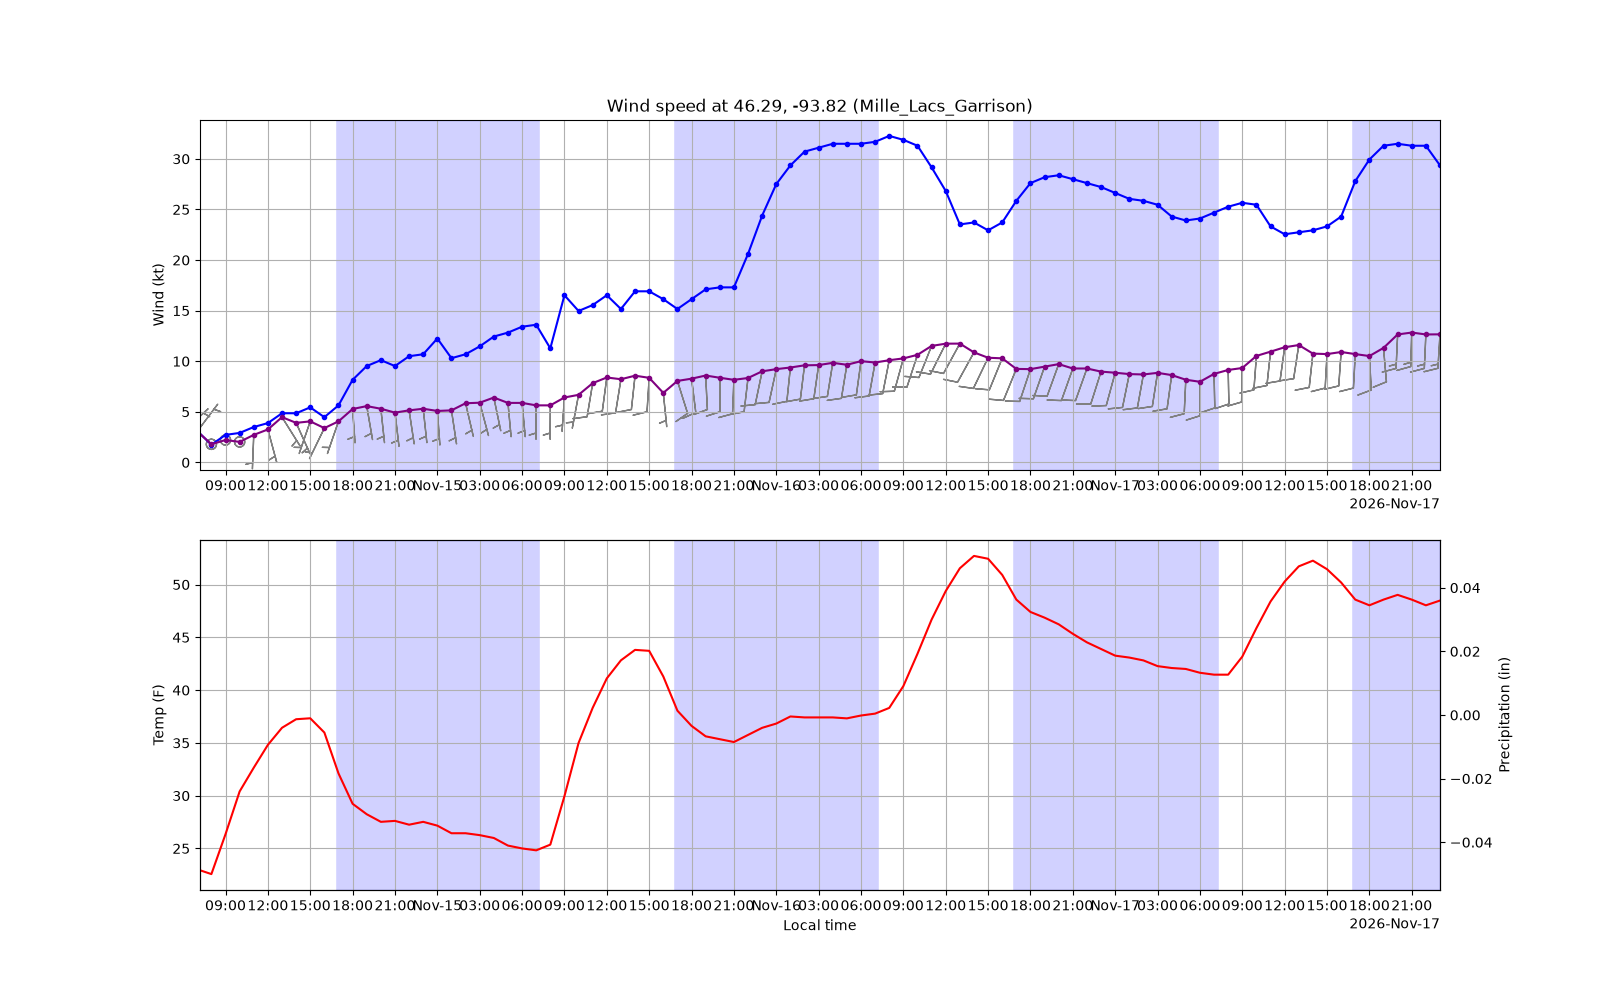 Wind speed at 46.29, -93.82 (Mille_Lacs_Garrison)
30
25
20
15
10
5
0
Wind (kt)
09:00 12:00 15:00 18:00 21:00 Nov-15 03:00 06:00 09:00 12:00 15:00 18:00 21:00 Nov-16 03:00 06:00 09:00 12:00 15:00 18:00 21:00 Nov-17 03:00 06:00 09:00 12:00 15:00 18:00 21:00
2026-Nov-17
50
45
40
35
30
25
Temp (F)
0.04
0.02
0.00
−0.02
−0.04
Precipitation (in)
09:00 12:00 15:00 18:00 21:00 Nov-15 03:00 06:00 09:00 12:00 15:00 18:00 21:00 Nov-16 03:00 06:00 09:00 12:00 15:00 18:00 21:00 Nov-17 03:00 06:00 09:00 12:00 15:00 18:00 21:00
Local time
2026-Nov-17